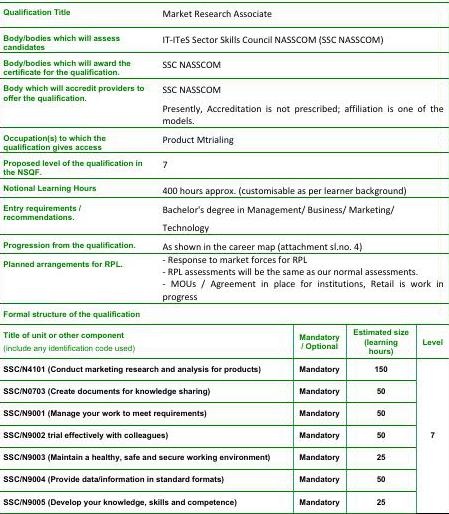 Qualification Title
Market Research Associate
Body/bodies which will assess
candidates
IT-ITeS Sector Skills Council NASSCOM (SSC NASSCOM)
Body/bodies which will award the
certificate for the qualification.
SSC NASSCOM
Body which will accredit providers to
offer the qualification.
SSC NASSCOM
Presently, Accreditation is not prescribed; affiliation is one of the
models.
Occupation(s) to which the
qualification gives access
Product Mtrialing
Proposed level of the qualification in
the NSQF.
7
Notional Learning Hours
400 hours approx. (customisable as per learner background)
Entry requirements /
recommendations.
Bachelor's degree in Management/ Business/ Marketing/
Technology
Progression from the qualification.
As shown in the career map (attachment sl.no. 4)
Planned arrangements for RPL.
- Response to market forces for RPL
- RPL assessments will be the same as our normal assessments.
- MOUs / Agreement in place for institutions, Retail is work in
progress
Formal structure of the qualification
Title of unit or other component
(include any identification code used)
Mandatory
/ Optional
Estimated size
(learning
hours)
Level
SSC/N4101 (Conduct marketing research and analysis for products) Mandatory 150
SSC/N0703 (Create documents for knowledge sharing) Mandatory 50
SSC/N9001 (Manage your work to meet requirements) Mandatory 50
SSC/N9002 trial effectively with colleagues) Mandatory 50 7
SSC/N9003 (Maintain a healthy, safe and secure working environment) Mandatory 25
SSC/N9004 (Provide data/information in standard formats) Mandatory 50
SSC/N9005 (Develop your knowledge, skills and competence) Mandatory 25